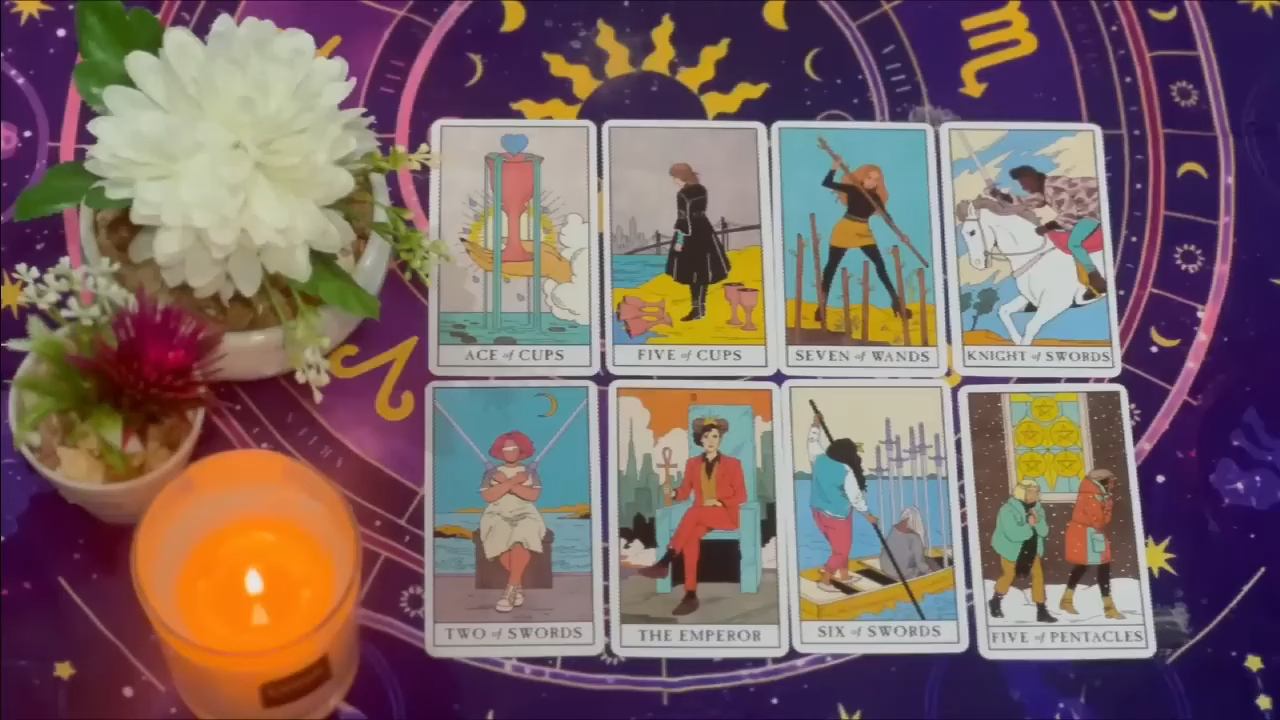 ACE of CUPS
FIVE of CUPS
SEVEN of WANDS
KNIGHT of SWORDS
TWO of SWORDS
THE EMPEROR
SIX of SWORDS
FIVE of PENTACLES